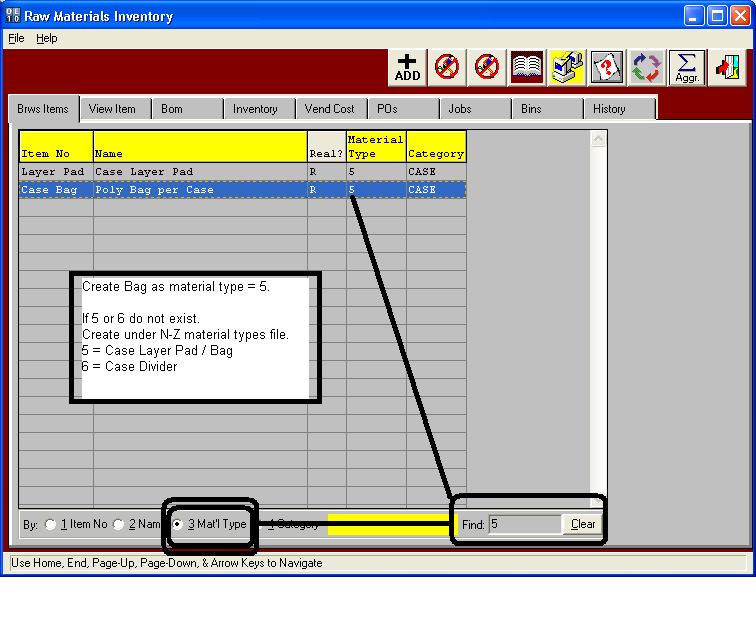 Raw Materials Inventory
File Help
ADD
Aggr.
Brws Items View Item Bom Inventory Vend Cost POs Jobs Bins History
Item No Name Real? Material Type Category
Layer Pad Case Layer Pad R 5 CASE
Case Bag Poly Bag per Case R 5 CASE
Create Bag as material type = 5.
If 5 or 6 do not exist.
Create under N-Z material types file.
5 = Case Layer Pad / Bag
6 = Case Divider
By: 1 Item No 2 Nam 3 Mat'l Type 4 Category Find: 5 Clear
Use Home, End, Page-Up, Page-Down, & Arrow Keys to Navigate